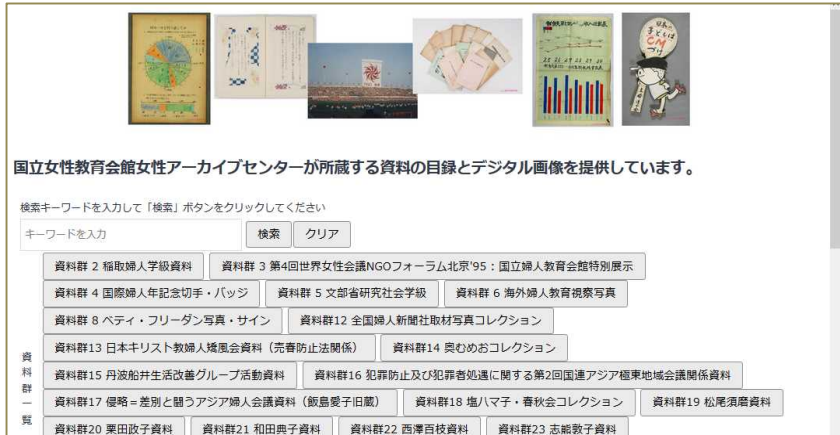 子どもは
CM
づけ
国立女性教育会館女性アーカイブセンターが所蔵する資料の目録とデジタル画像を提供しています。
検索キーワードを入力して「検索」ボタンをクリックしてください
キーワードを入力 検索 クリア
資料群 2 稲取婦人学級資料 資料群 3 第4回世界女性会議NGOフォーラム北京'95：国立婦人教育会館特別展示
資料群 4 国際婦人年記念切手・バッジ 資料群 5 文部省研究社会学級 資料群 6 海外婦人教育視察写真
資料群 8 ベティ・フリーダン写真・サイン 資料群12 全国婦人新聞社取材写真コレクション
資料群13 日本キリスト教婦人矯風会資料（売春防止法関係） 資料群14 奥むめおコレクション
資料群15 丹波船井生活改善グループ活動資料 資料群16 犯罪防止及び犯罪者処遇に関する第2回国連アジア極東地域会議関係資料
資料群17 侵略＝差別と闘うアジア婦人会議資料（飯島愛子旧蔵） 資料群18 塩ハマ子・春秋会コレクション 資料群19 松尾須磨資料
資料群20 栗田政子資料 資料群21 和田典子資料 資料群22 西澤百枝資料 資料群23 志熊敦子資料
資料群一覧